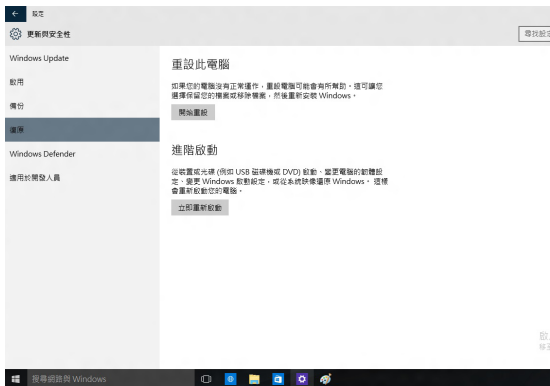 設定
更新與安全性
尋找設定
Windows Update
啟用
備份
還原
Windows Defender
適用於開發人員
重設此電腦
如果您的電腦沒有正常運作，重設電腦可能會有所幫助。這可讓您
選擇保留您的檔案或移除檔案，然後重新安裝 Windows。
開始重設
進階啟動
從裝置或光碟 (例如 USB 磁碟機或 DVD) 啟動、變更電腦的韌體設
定、變更 Windows 啟動設定，或從系統映像還原 Windows。 這樣
會重新啟動您的電腦。
立即重新啟動
搜尋網路與 Windows